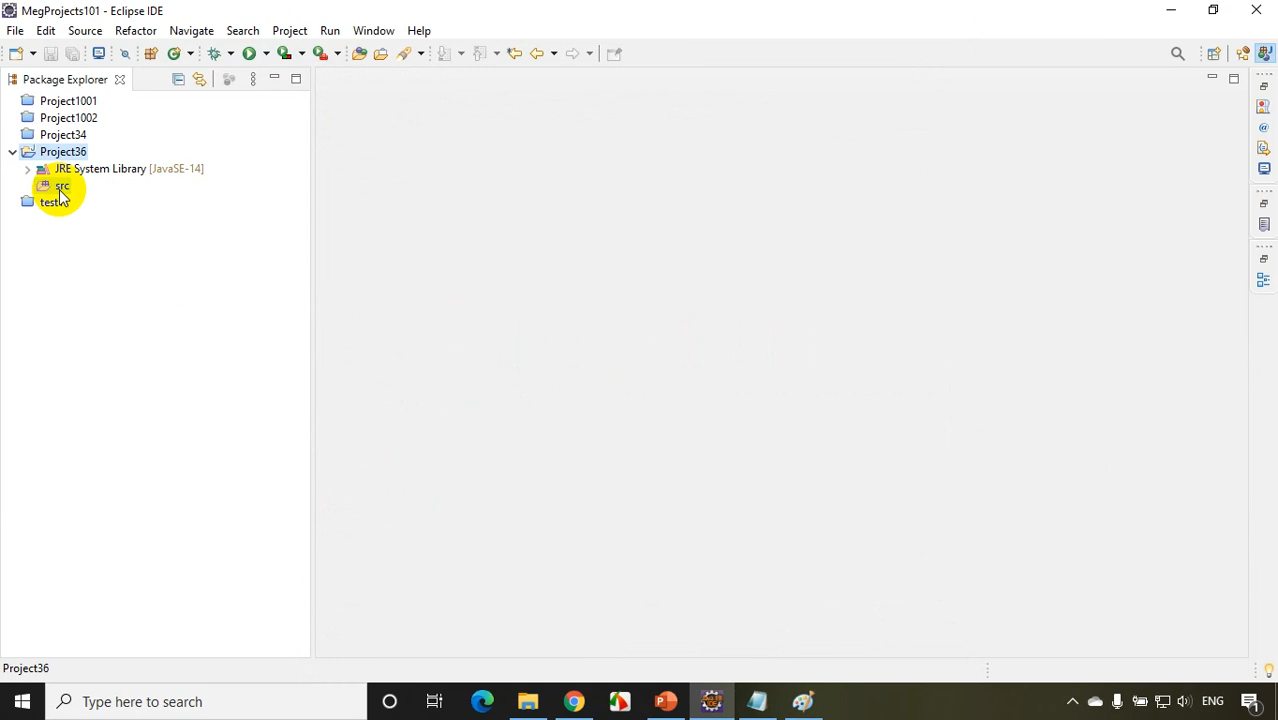 MegProjects101 - Eclipse IDE
File Edit Source Refactor Navigate Search Project Run Window Help
Package Explorer
Project1001
Project1002
Project34
Project36
JRE System Library [JavaSE-14]
src
Project36
Type here to search
ENG
1